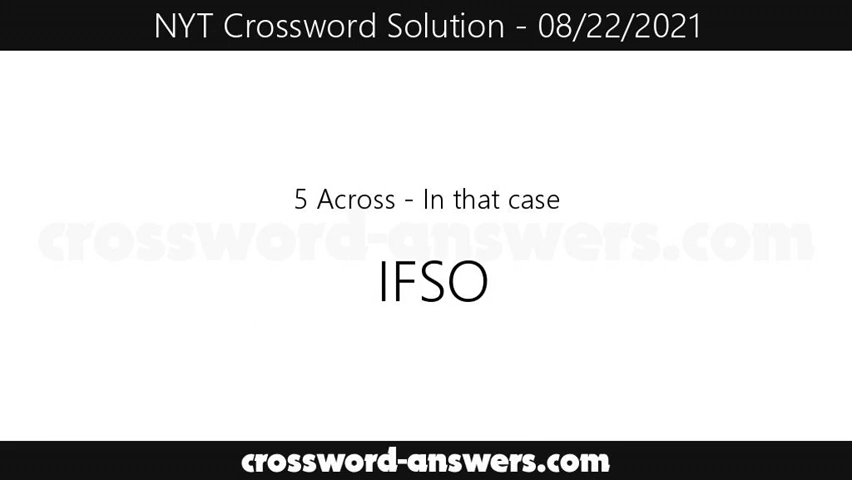 NYT Crossword Solution - 08/22/2021
5 Across - In that case
crossword-answers.com
IFSO
crossword-answers.com